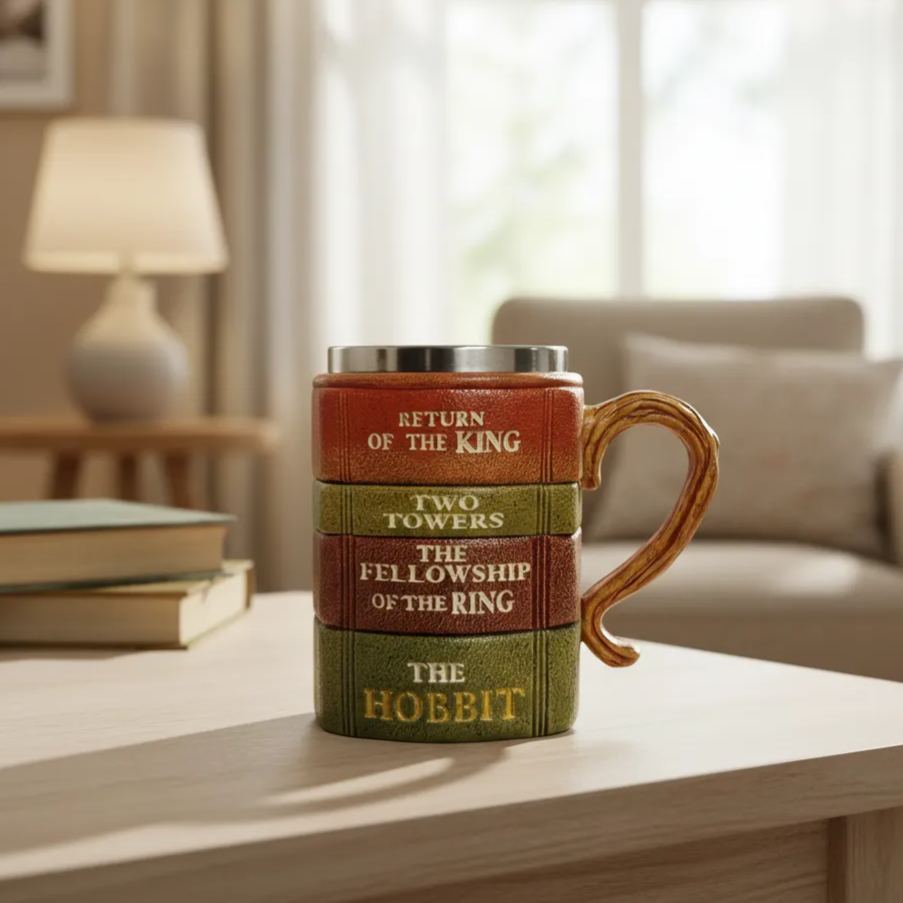 RETURN
OF THE KING
TWO
TOWERS
THE
FELLOWSHIP
OF THE RING
THE
HOBBIT